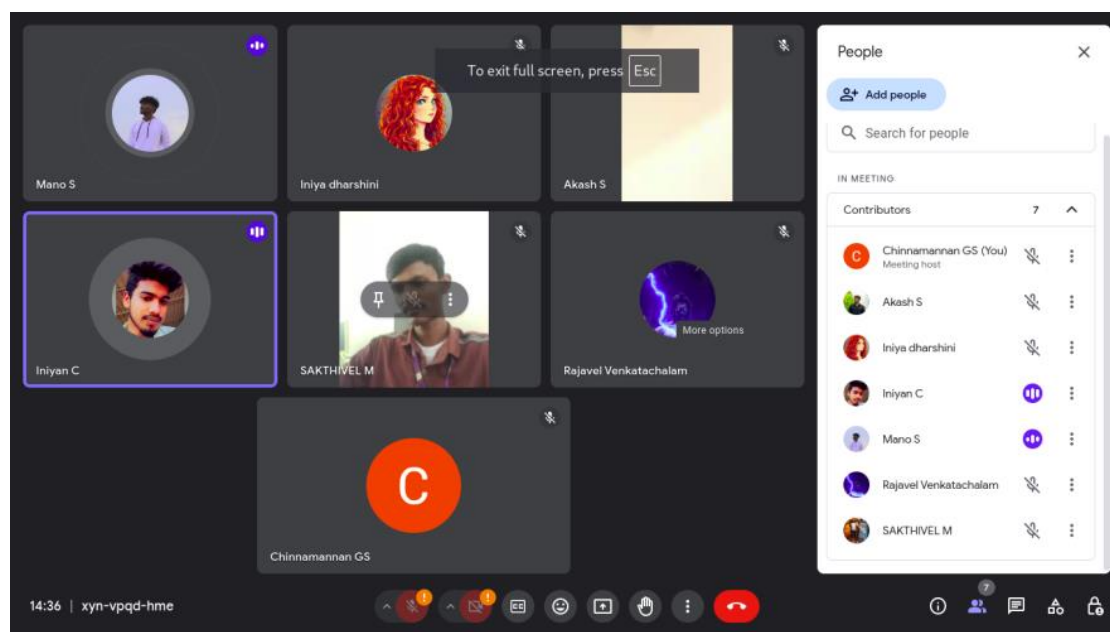 To exit full screen, press Esc
Mano S
Iniya dharshini
Akash S
Iniyan C
SAKTHIVEL M
More options
Rajavel Venkatachalam
C
Chinnamannan GS
14:36 | xyn-vpqd-hme
CC
7
People
Add people
Search for people
IN MEETING
Contributors 7
C
Chinnamannan GS (You)
Meeting host
Akash S
Iniya dharshini
Iniyan C
Mano S
Rajavel Venkatachalam
SAKTHIVEL M